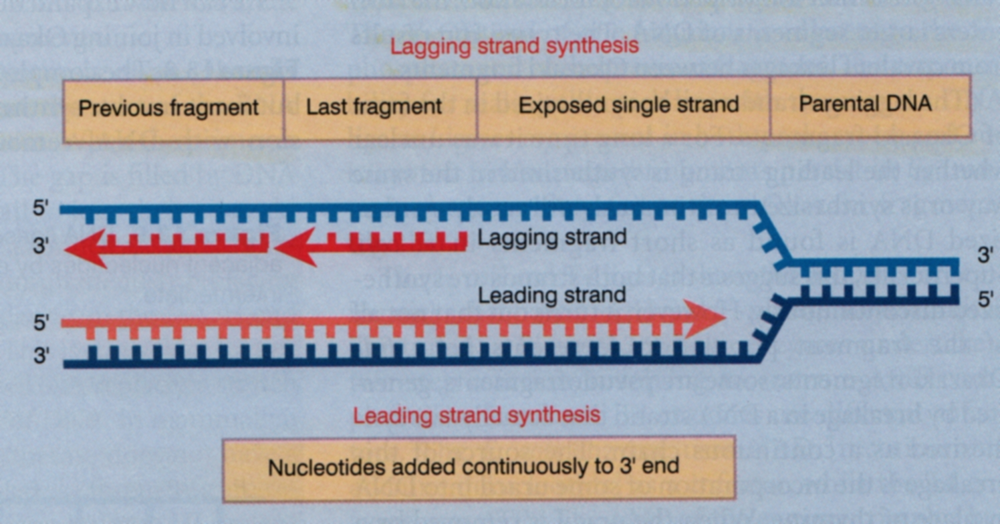 Lagging strand synthesis
Previous fragment Last fragment Exposed single strand Parental DNA
5'
3' Lagging strand 3'
Leading strand 5'
5'
3'
Leading strand synthesis
Nucleotides added continuously to 3' end